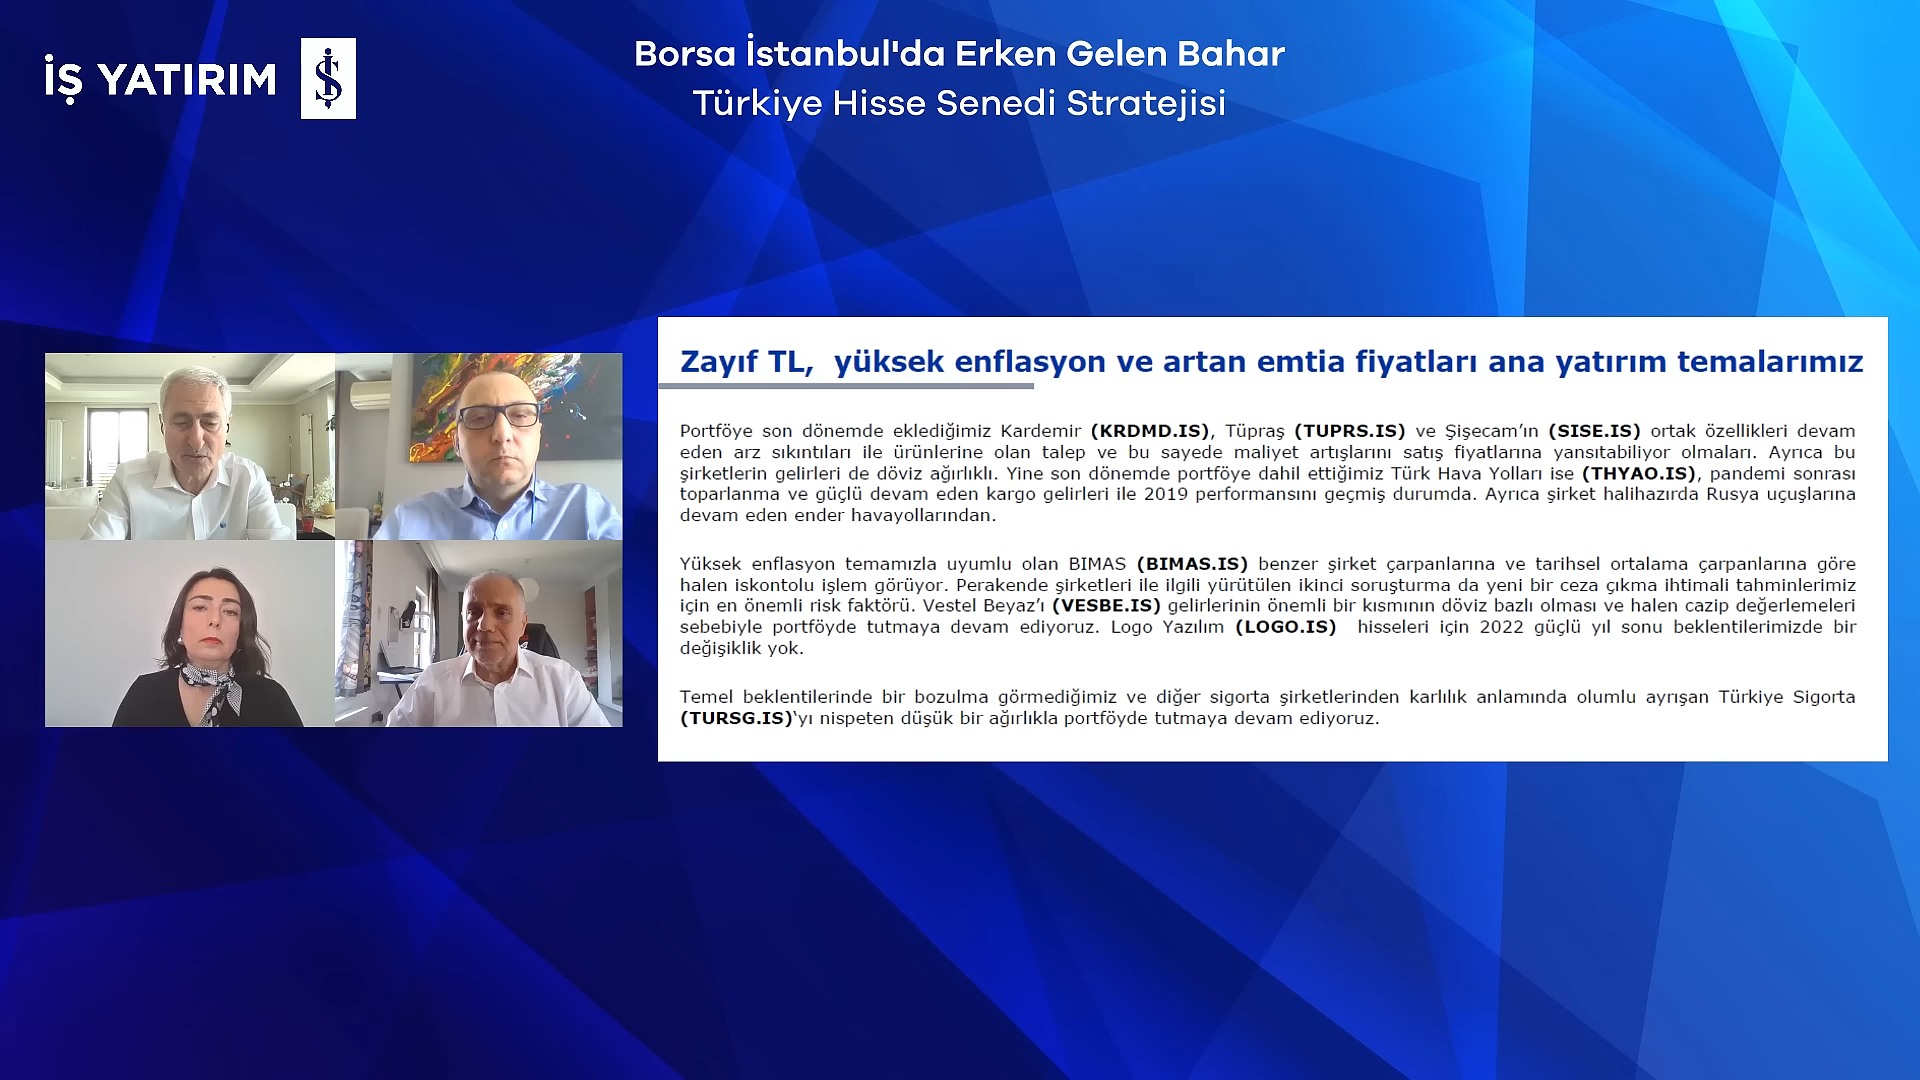 İŞ YATIRIM
Borsa İstanbul'da Erken Gelen Bahar
Türkiye Hisse Senedi Stratejisi
Zayıf TL, yüksek enflasyon ve artan emtia fiyatları ana yatırım temalarımız
Portföye son dönemde eklediğimiz Kardemir (KRDMD.IS), Tüpraş (TUPRS.IS) ve Şişecam'ın (SISE.IS) ortak özellikleri devam
eden arz sıkıntıları ile ürünlerine olan talep ve bu sayede maliyet artışlarını satış fiyatlarına yansıtabiliyor olmaları. Ayrıca bu
şirketlerin gelirleri de döviz ağırlıklı. Yine son dönemde portföye dahil ettiğimiz Türk Hava Yolları ise (THYAO.IS), pandemi sonrası
toparlanma ve güçlü devam eden kargo gelirleri ile 2019 performansını geçmiş durumda. Ayrıca şirket halihazırda Rusya uçuşlarına
devam eden ender havayollarından.
Yüksek enflasyon temamızla uyumlu olan BIMAS (BIMAS.IS) benzer şirket çarpanlarına ve tarihsel ortalama çarpanlarına göre
halen iskontolu işlem görüyor. Perakende şirketleri ile ilgili yürütülen ikinci soruşturma da yeni bir ceza çıkma ihtimali tahminlerimiz
için en önemli risk faktörü. Vestel Beyaz'ı (VESBE.IS) gelirlerinin önemli bir kısmının döviz bazlı olması ve halen cazip değerlemeleri
sebebiyle portföyde tutmaya devam ediyoruz. Logo Yazılım (LOGO.IS) hisseleri için 2022 güçlü yıl sonu beklentilerimizde bir
değişiklik yok.
Temel beklentilerinde bir bozulma görmediğimiz ve diğer sigorta şirketlerinden karlılık anlamında olumlu ayrışan Türkiye Sigorta
(TURSG.IS)'yı nispeten düşük bir ağırlıkla portföyde tutmaya devam ediyoruz.